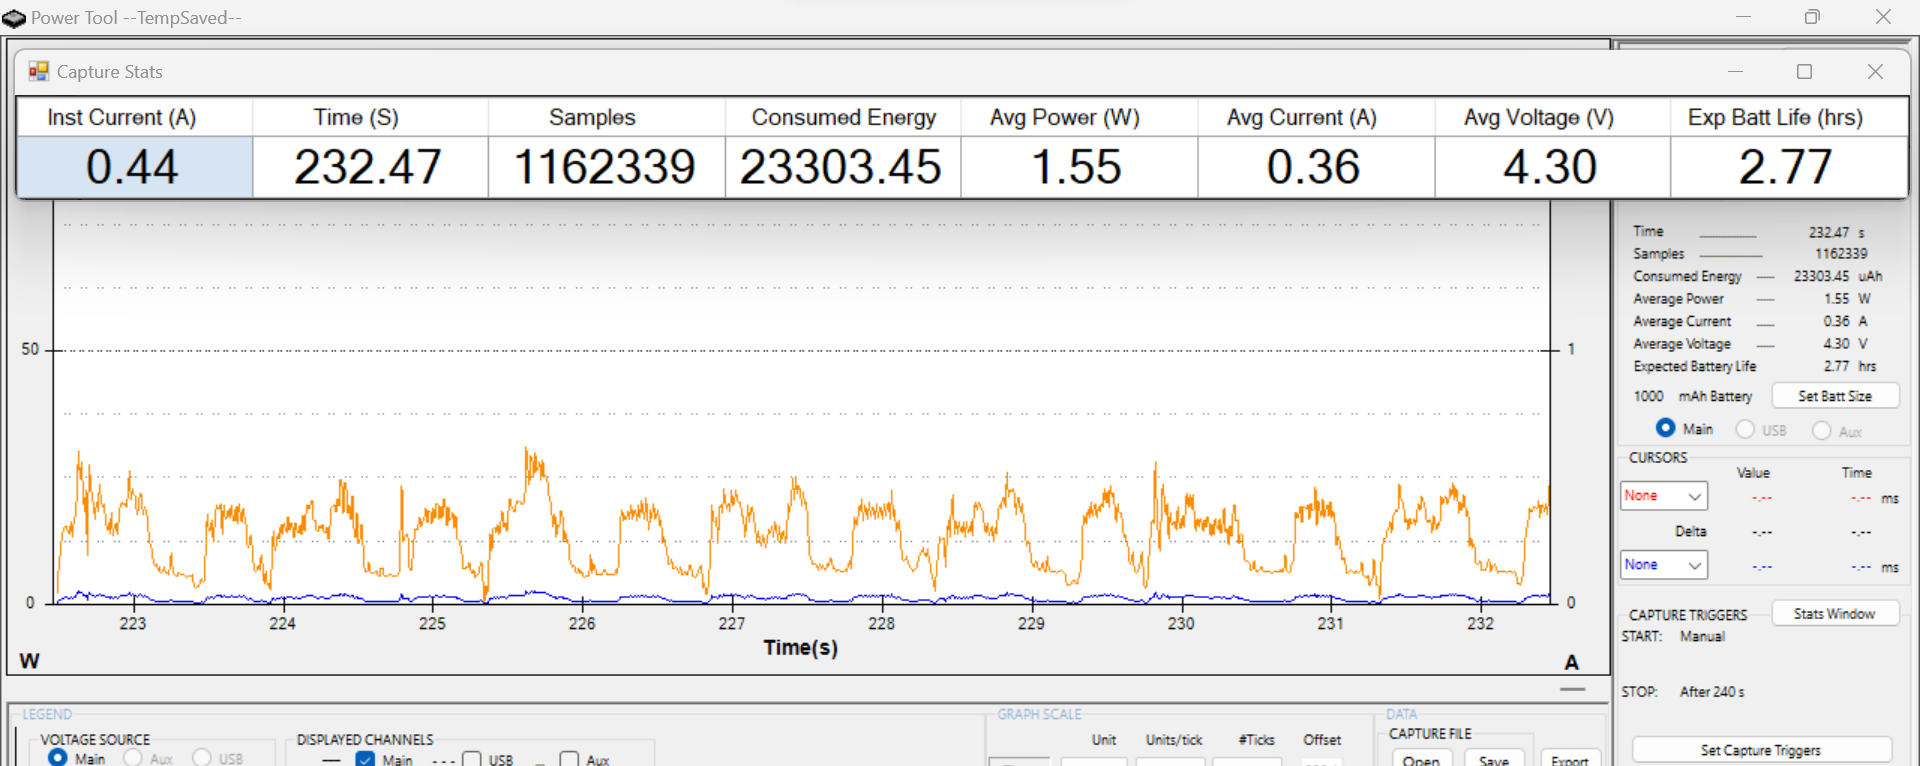 Power Tool --TempSaved--
Capture Stats
Inst Current (A) Time (S) Samples Consumed Energy Avg Power (W) Avg Current (A) Avg Voltage (V) Exp Batt Life (hrs)
0.44 232.47 1162339 23303.45 1.55 0.36 4.30 2.77
50 1
0 0
223 224 225 226 227 228 229 230 231 232
Time(s)
W A
Time 232.47 s
Samples 1162339
Consumed Energy 23303.45 uAh
Average Power 1.55 W
Average Current 0.36 A
Average Voltage 4.30 V
Expected Battery Life 2.77 hrs
1000 mAh Battery Set Batt Size
Main USB Aux
CURSORS
Value Time
None -.-- -.-- ms
Delta -.-- -.--
None -.-- -.-- ms
CAPTURE TRIGGERS Stats Window
START: Manual
STOP: After 240 s
Set Capture Triggers
LEGEND
VOLTAGE SOURCE
Main Aux USB
DISPLAYED CHANNELS
Main USB Aux
GRAPH SCALE
Unit Units/tick #Ticks Offset
DATA
CAPTURE FILE
Open Save Export